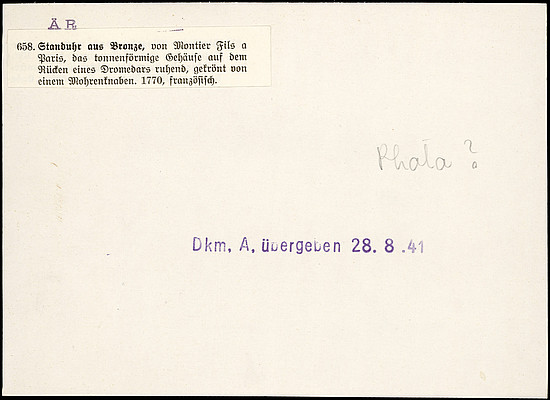 ÄR
658. Standuhr aus Bronze, von Montier Fils a
Paris, das tonnenförmige Gehäuse auf dem
Rücken eines Dromedars ruhend, gekrönt von
einem Mohrenknaben. 1770, französisch.
Photo ?
Dkm. A. übergeben 28. 8 .41